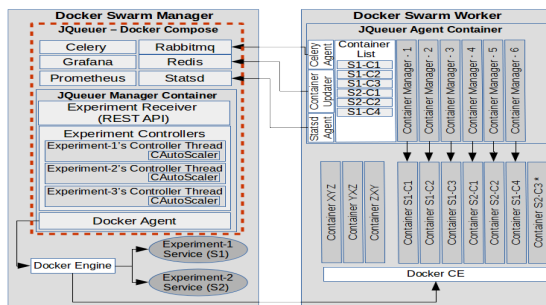 Docker Swarm Manager
JQueuer – Docker Compose
Celery
Rabbitmq
Grafana
Redis
Prometheus
Statsd
JQueuer Manager Container
Experiment Receiver
(REST API)
Experiment Controllers
Experiment-1's Controller Thread
CAutoScaler
Experiment-2's Controller Thread
CAutoScaler
Experiment-3's Controller Thread
CAutoScaler
Docker Agent
Docker Engine
Experiment-1
Service (S1)
Experiment-2
Service (S2)
Docker Swarm Worker
JQueuer Agent Container
Celery
Agent
Container
Updater
Statsd
Agent
Container
List
S1-C1
S1-C2
S1-C3
S2-C1
S2-C2
S1-C4
Container Manager - 1
Container Manager - 2
Container Manager - 3
Container Manager - 4
Container Manager - 5
Container Manager - 6
Container XYZ
Container YXZ
Container ZXY
Container S1-C1
Container S1-C2
Container S1-C3
Container S2-C1
Container S2-C2
Container S1-C4
Container S2-C3 *
Docker CE